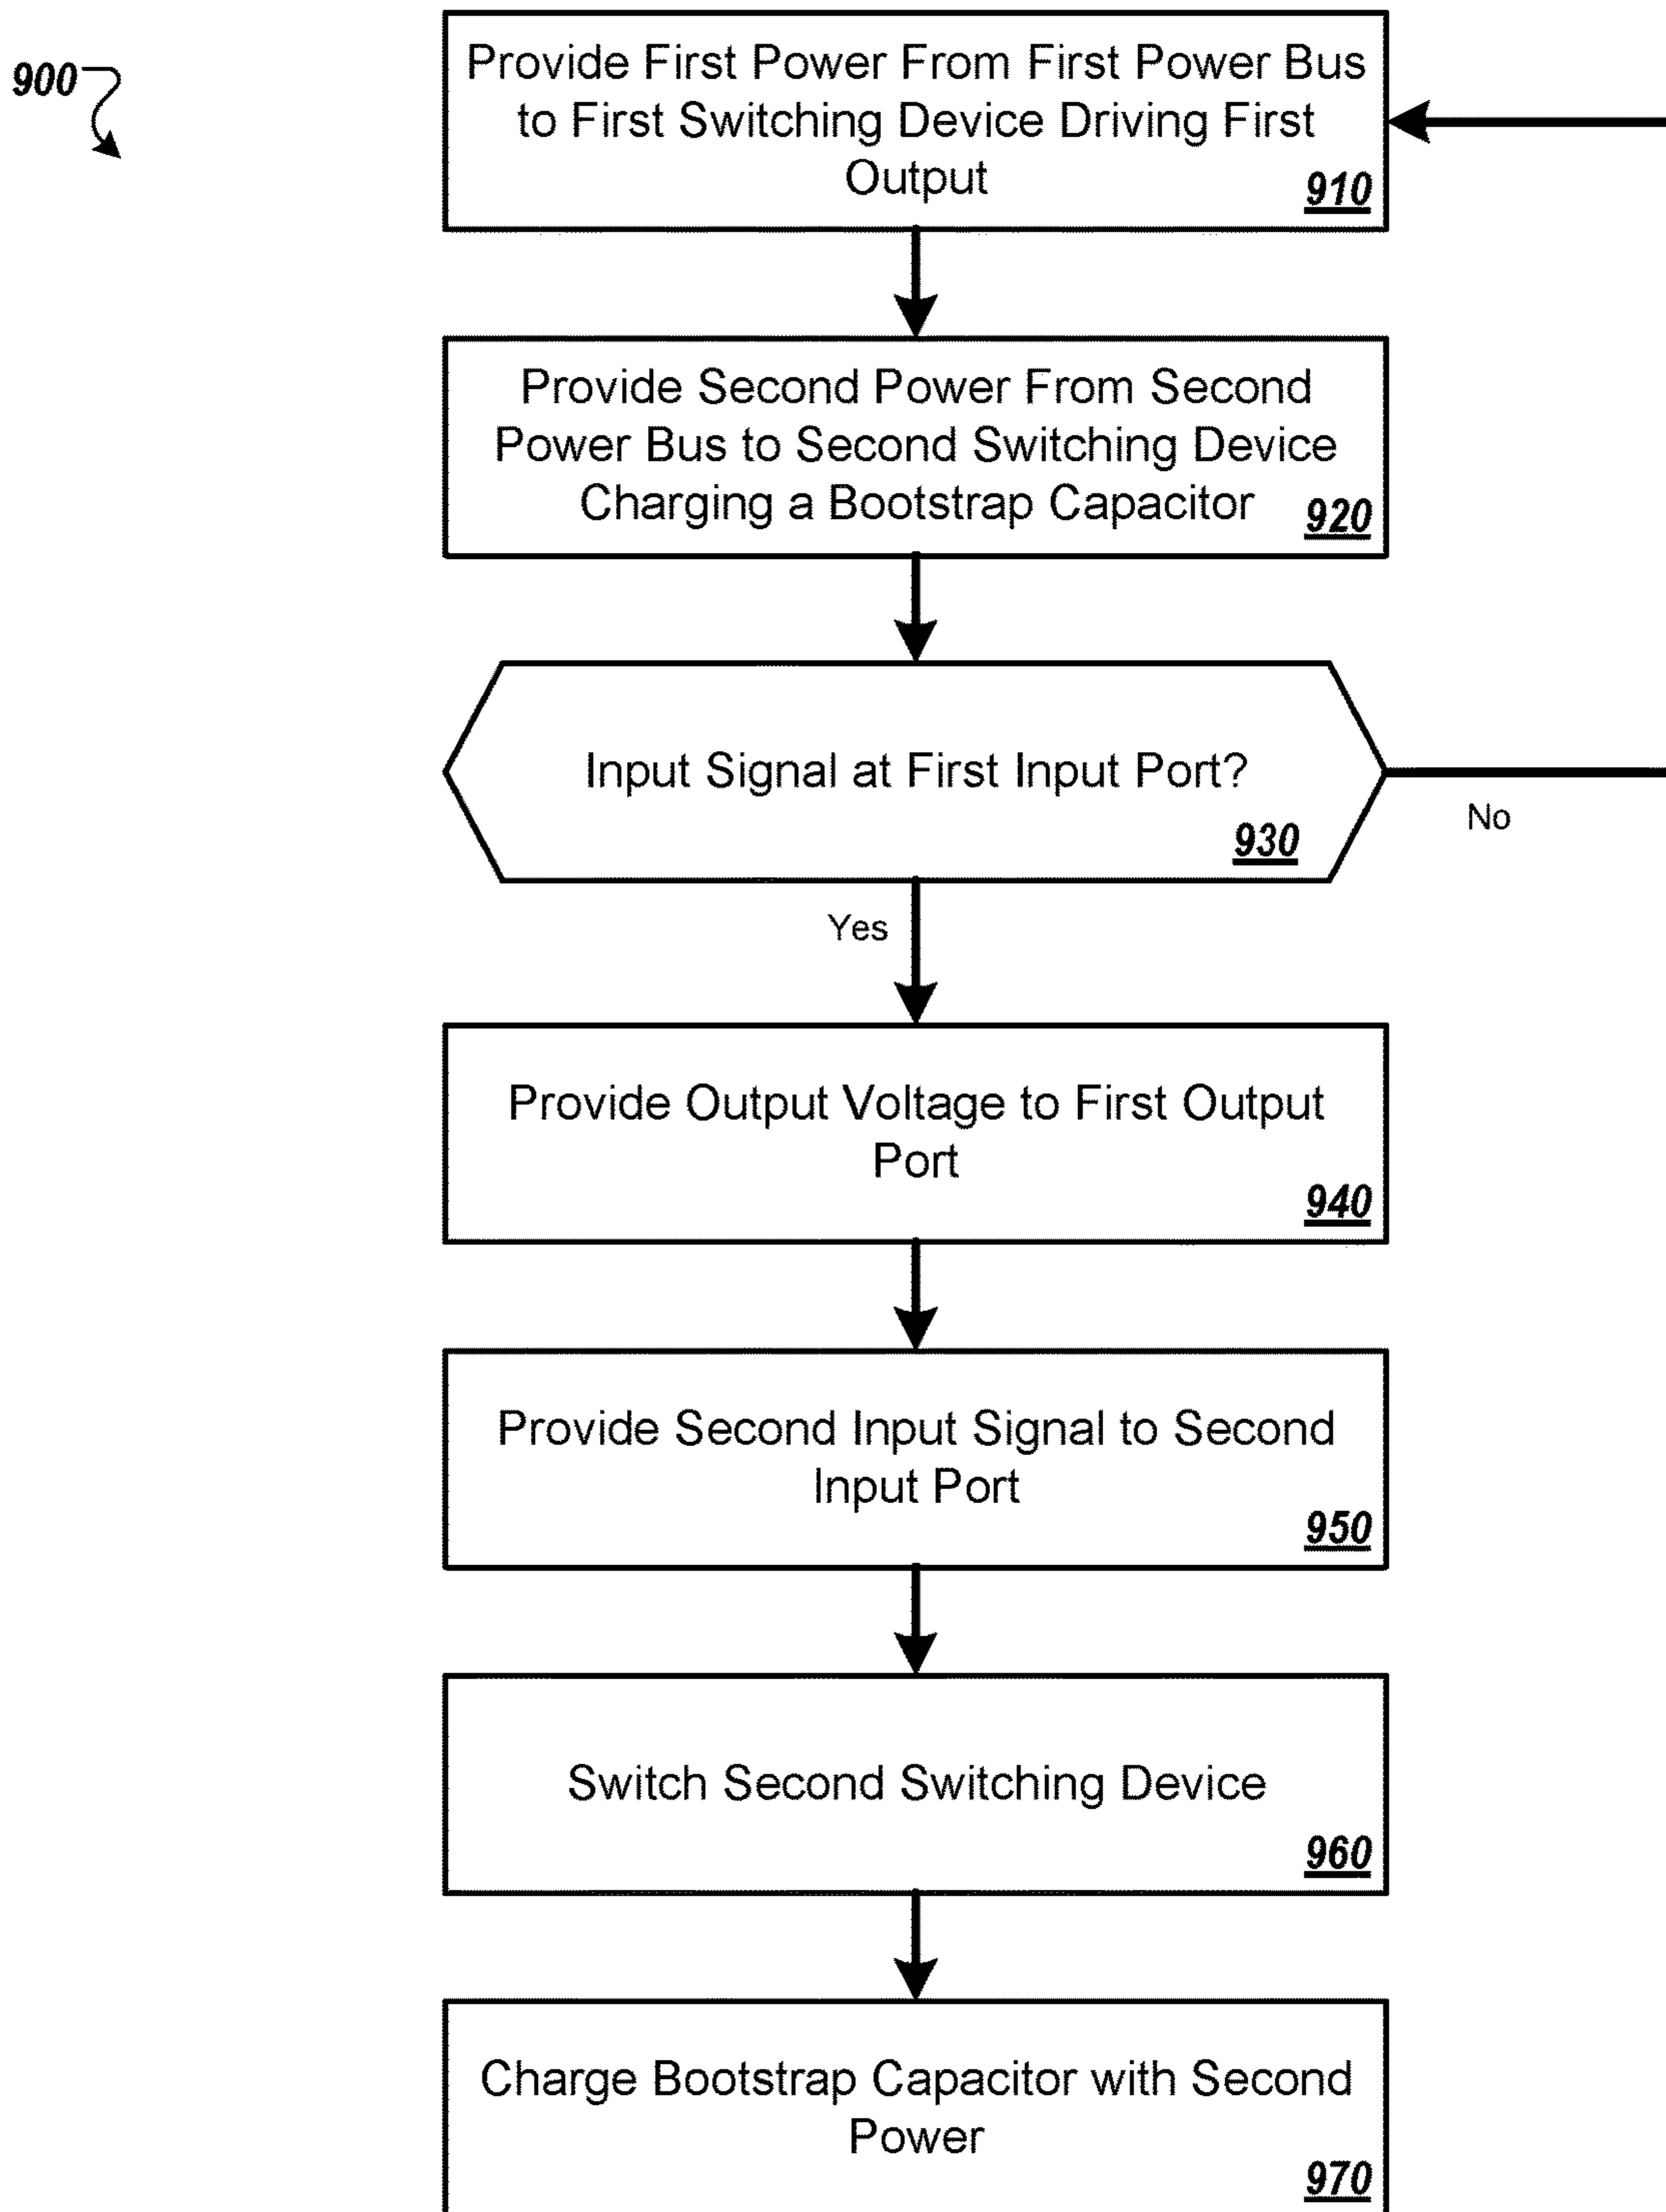 900
Provide First Power From First Power Bus
to First Switching Device Driving First
Output
910
Provide Second Power From Second
Power Bus to Second Switching Device
Charging a Bootstrap Capacitor
920
Input Signal at First Input Port?
930
No
Yes
Provide Output Voltage to First Output
Port
940
Provide Second Input Signal to Second
Input Port
950
Switch Second Switching Device
960
Charge Bootstrap Capacitor with Second
Power
970